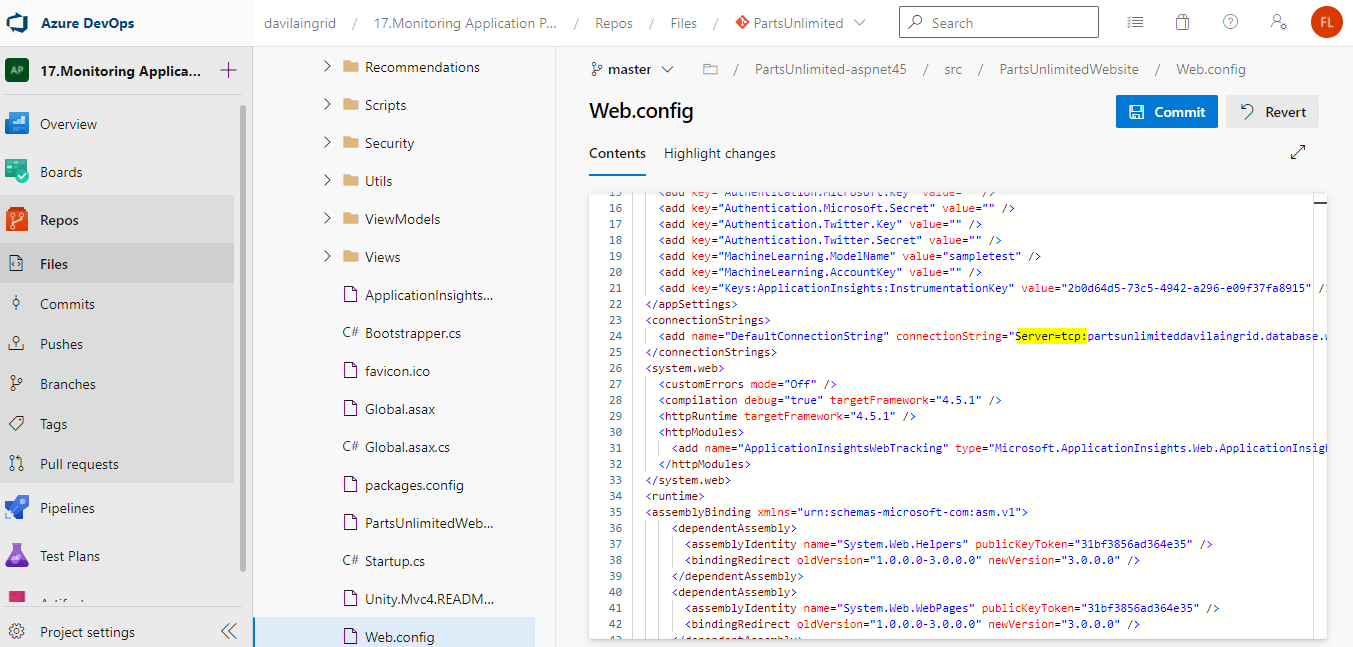 Azure DevOps
davilaingrid / 17.Monitoring Application P... / Repos / Files / PartsUnlimited
Search
FL
AP 17.Monitoring Applica...
Overview
Boards
Repos
Files
Commits
Pushes
Branches
Tags
Pull requests
Pipelines
Test Plans
Project settings
Recommendations
Scripts
Security
Utils
ViewModels
Views
ApplicationInsights...
C# Bootstrapper.cs
favicon.ico
Global.asax
C# Global.asax.cs
packages.config
PartsUnlimitedWeb...
C# Startup.cs
Unity.Mvc4.READM...
Web.config
master / PartsUnlimited-aspnet45 / src / PartsUnlimitedWebsite / Web.config
Web.config
Commit
Revert
Contents
Highlight changes
15 <add key="Authentication.Microsoft.Key" value="" />
16 <add key="Authentication.Microsoft.Secret" value="" />
17 <add key="Authentication.Twitter.Key" value="" />
18 <add key="Authentication.Twitter.Secret" value="" />
19 <add key="MachineLearning.ModelName" value="sampletest" />
20 <add key="MachineLearning.AccountKey" value="" />
21 <add key="Keys:ApplicationInsights:InstrumentationKey" value="2b0d64d5-73c5-4942-a296-e09f37fa8915" /
22 </appSettings>
23 <connectionStrings>
24 <add name="DefaultConnectionString" connectionString="Server=tcp:partsunlimiteddavilaingrid.database.w
25 </connectionStrings>
26 <system.web>
27 <customErrors mode="Off" />
28 <compilation debug="true" targetFramework="4.5.1" />
29 <httpRuntime targetFramework="4.5.1" />
30 <httpModules>
31 <add name="ApplicationInsightsWebTracking" type="Microsoft.ApplicationInsights.Web.ApplicationInsigh
32 </httpModules>
33 </system.web>
34 <runtime>
35 <assemblyBinding xmlns="urn:schemas-microsoft-com:asm.v1">
36 <dependentAssembly>
37 <assemblyIdentity name="System.Web.Helpers" publicKeyToken="31bf3856ad364e35" />
38 <bindingRedirect oldVersion="1.0.0.0-3.0.0.0" newVersion="3.0.0.0" />
39 </dependentAssembly>
40 <dependentAssembly>
41 <assemblyIdentity name="System.Web.WebPages" publicKeyToken="31bf3856ad364e35" />
42 <bindingRedirect oldVersion="1.0.0.0-3.0.0.0" newVersion="3.0.0.0" />